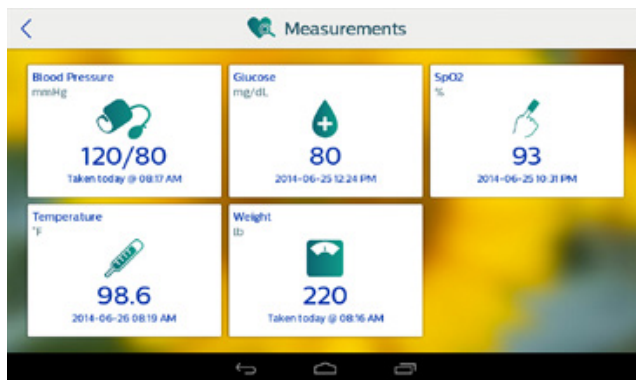 Measurements
Blood Pressure
mmHg
120/80
Taken today @ 08:17 AM
Glucose
mg/dL
80
2014-06-25 12:24 PM
SpO2
%
93
2014-06-25 10:31 PM
Temperature
°F
98.6
2014-06-26 08:19 AM
Weight
lb
220
Taken today @ 08:16 AM